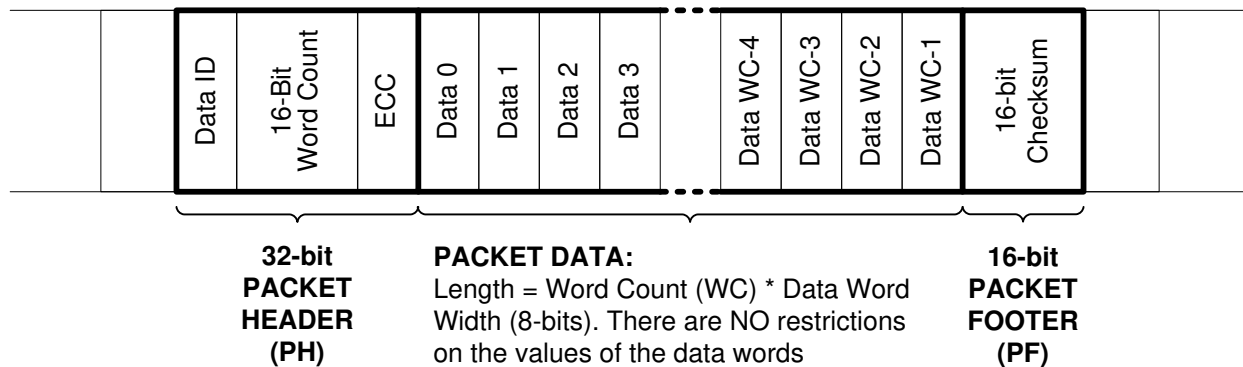 Data ID
16-Bit
Word Count
ECC
Data 0
Data 1
Data 2
Data 3
Data WC-4
Data WC-3
Data WC-2
Data WC-1
16-bit
Checksum
32-bit
PACKET
HEADER
(PH)
PACKET DATA:
Length = Word Count (WC) * Data Word
Width (8-bits). There are NO restrictions
on the values of the data words
16-bit
PACKET
FOOTER
(PF)